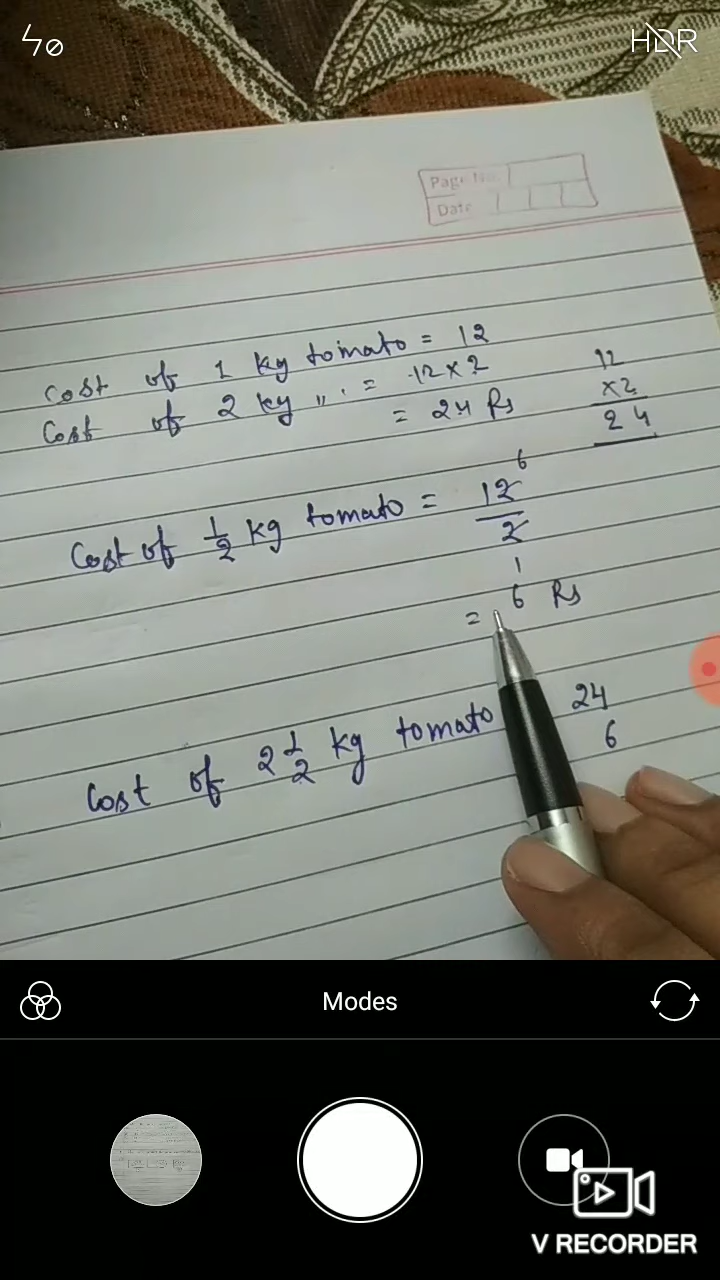 HDR
Page No.
Date
Cost of 1 kg tomato = 12
Cost of 2 kg ,, . = 12 x 2
= 24 Rs
12
x2
24
6
Cost of 1/2 kg tomato = 12/2
1
= 6 Rs
Cost of 2 1/2 kg tomato 24
6
Modes
V RECORDER